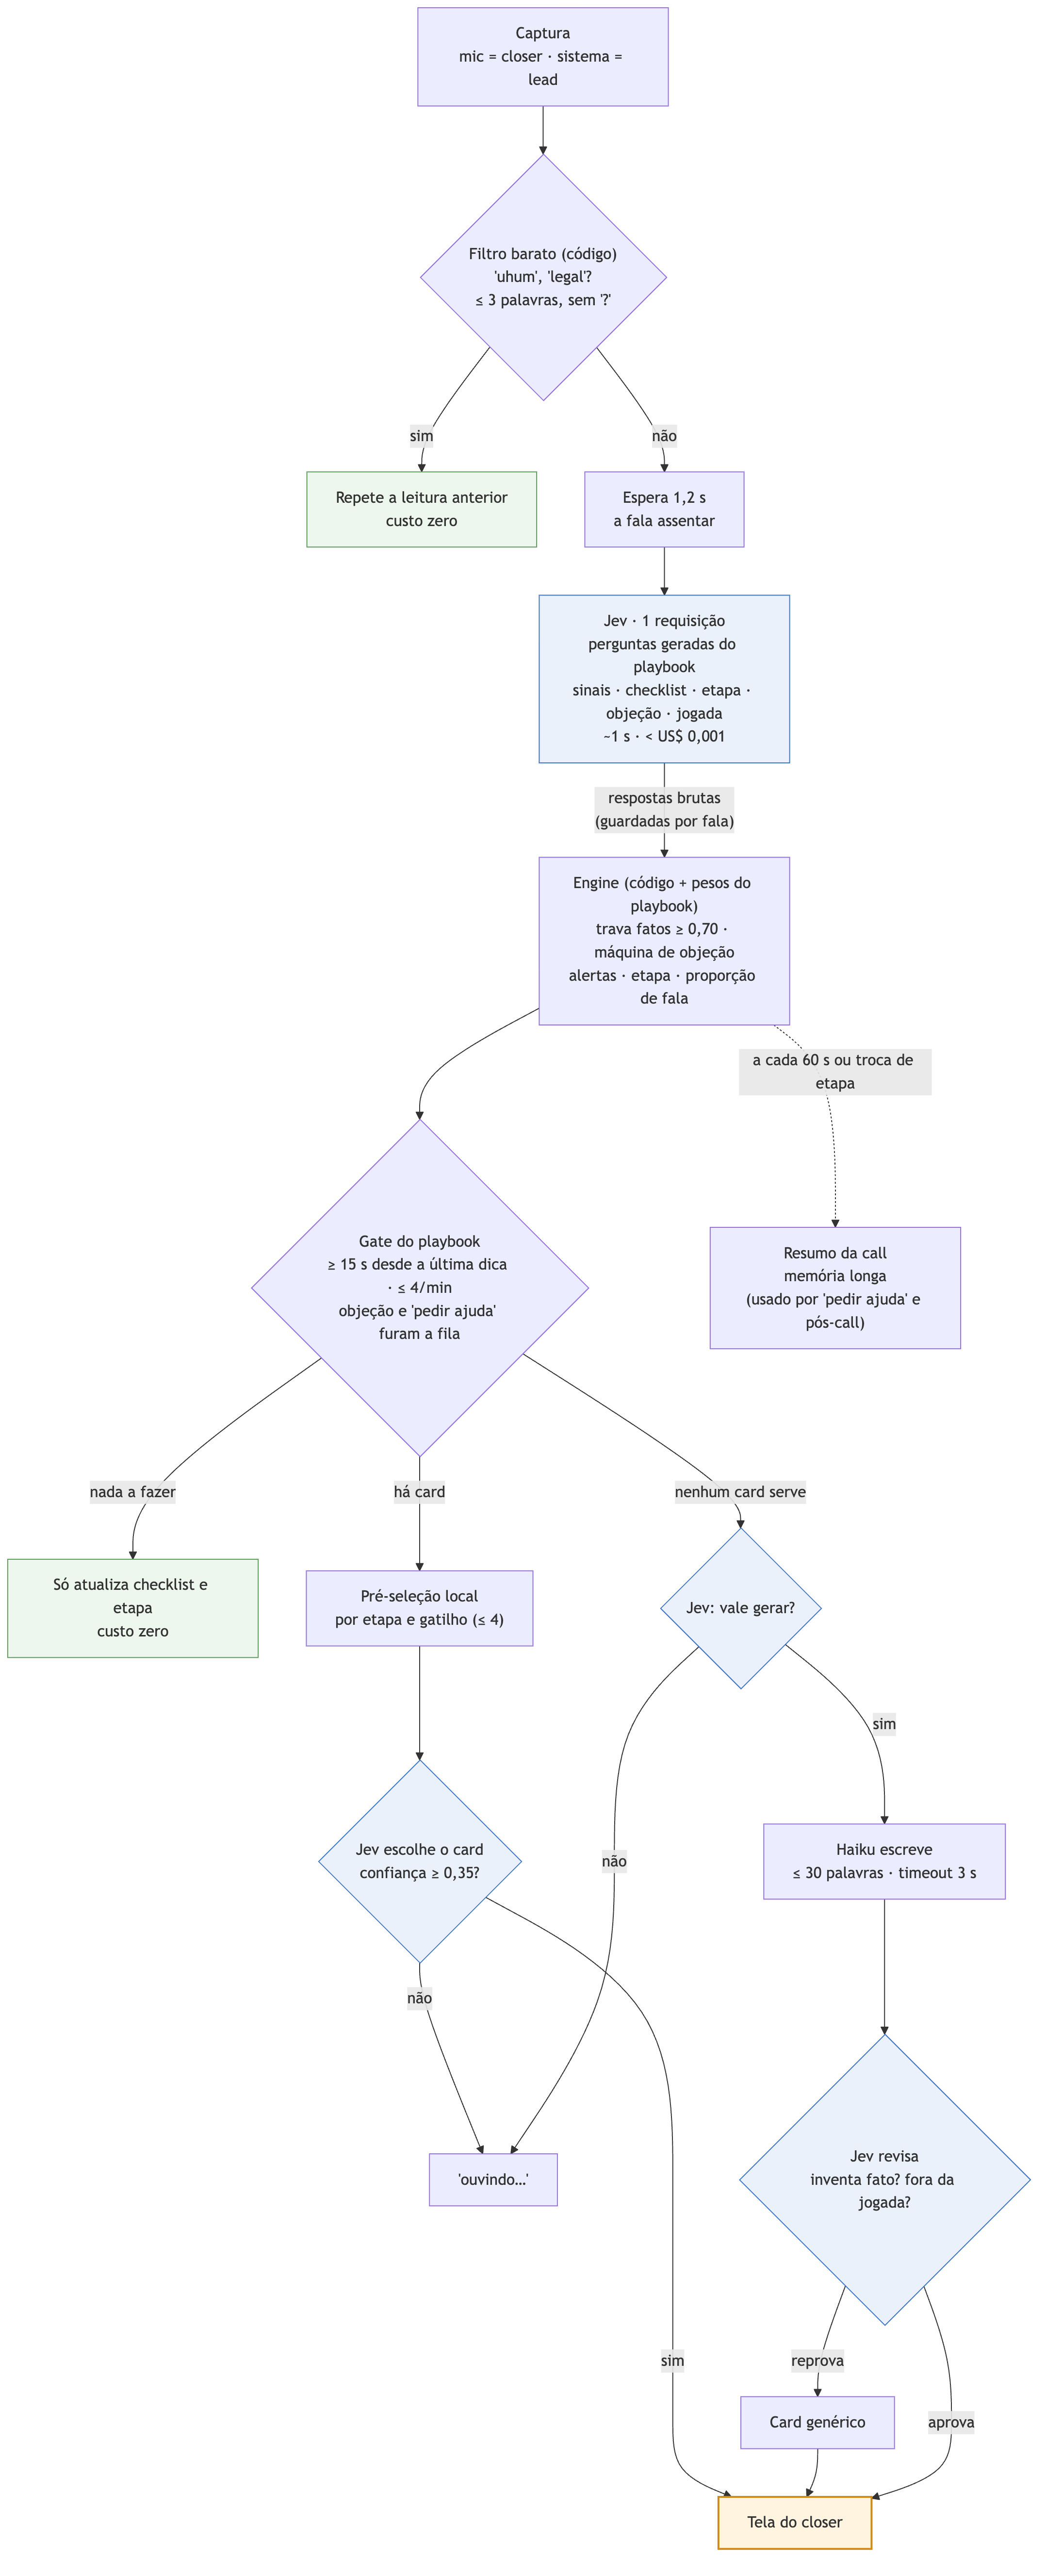 Captura
mic = closer · sistema =
lead
Filtro barato (código)
'uhum', 'legal'?
≤ 3 palavras, sem '?'
sim
não
Repete a leitura anterior
custo zero
Espera 1,2 s
a fala assentar
Jev · 1 requisição
perguntas geradas do
playbook
sinais · checklist · etapa ·
objeção · jogada
~1 s · < US$ 0,001
respostas brutas
(guardadas por fala)
Engine (código + pesos do
playbook)
trava fatos ≥ 0,70 ·
máquina de objeção
alertas · etapa · proporção
de fala
a cada 60 s ou troca de
etapa
Gate do playbook
≥ 15 s desde a última dica
· ≤ 4/min
objeção e 'pedir ajuda'
furam a fila
Resumo da call
memória longa
(usado por 'pedir ajuda' e
pós-call)
nada a fazer
há card
nenhum card serve
Só atualiza checklist e
etapa
custo zero
Pré-seleção local
por etapa e gatilho (≤ 4)
Jev: vale gerar?
sim
Jev escolhe o card
confiança ≥ 0,35?
não
Haiku escreve
≤ 30 palavras · timeout 3 s
não
'ouvindo…'
Jev revisa
inventa fato? fora da
jogada?
sim
reprova
aprova
Card genérico
Tela do closer